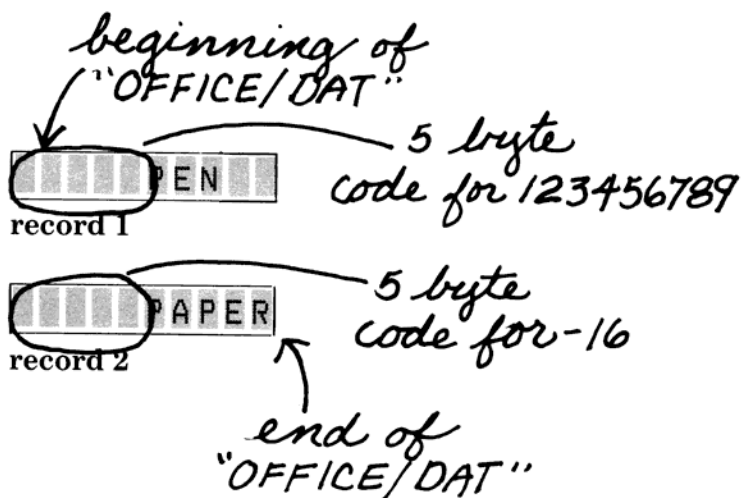 beginning of
"OFFICE/DAT"
5 byte
code for 123456789
PEN
record 1
5 byte
code for -16
PAPER
record 2
end of
"OFFICE/DAT"